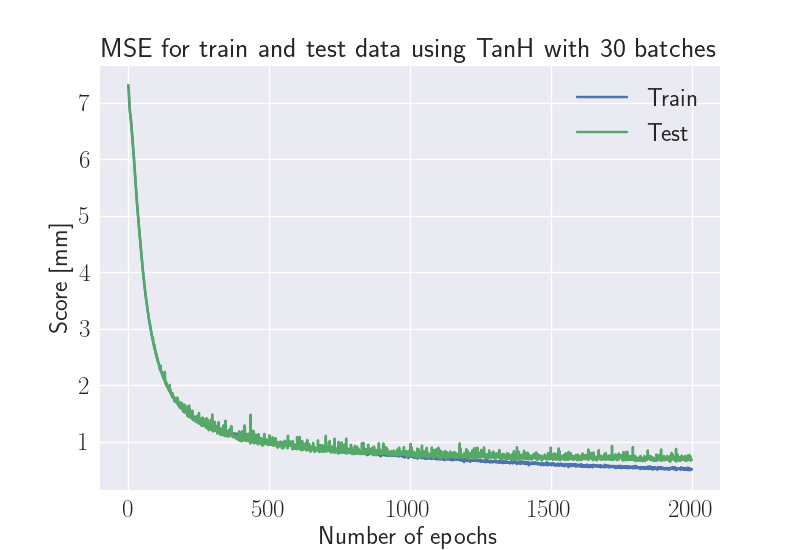 MSE for train and test data using TanH with 30 batches
Train
Test
7
6
5
4
3
2
1
Score [mm]
0 500 1000 1500 2000
Number of epochs